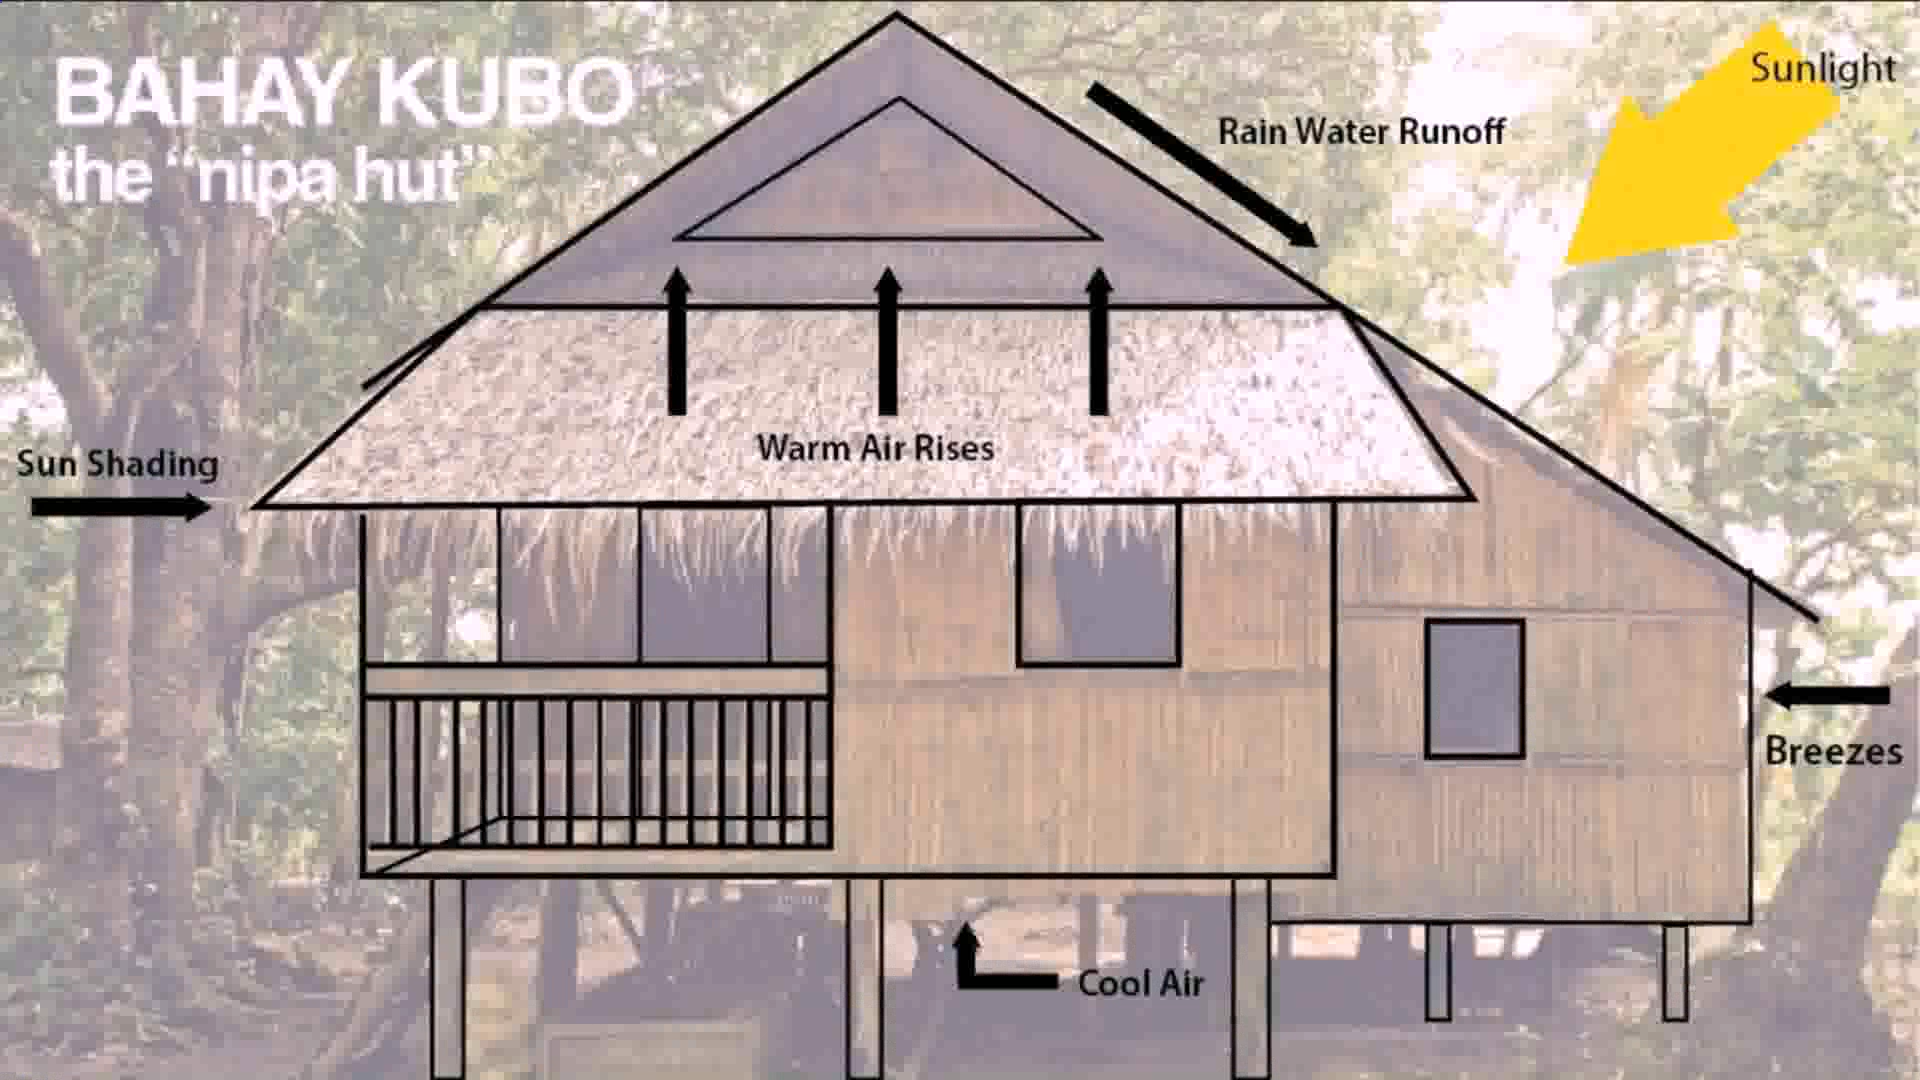 BAHAY KUBO
the “nipa hut”
Sunlight
Rain Water Runoff
Warm Air Rises
Sun Shading
Breezes
Cool Air